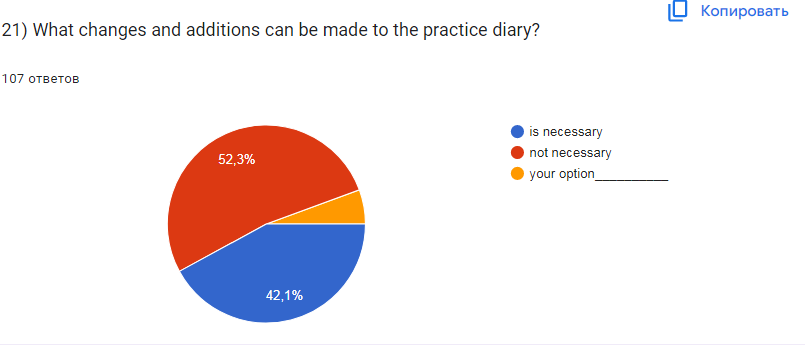 Копировать
21) What changes and additions can be made to the practice diary?
107 ответов
is necessary
not necessary
your option__________
52,3%
42,1%